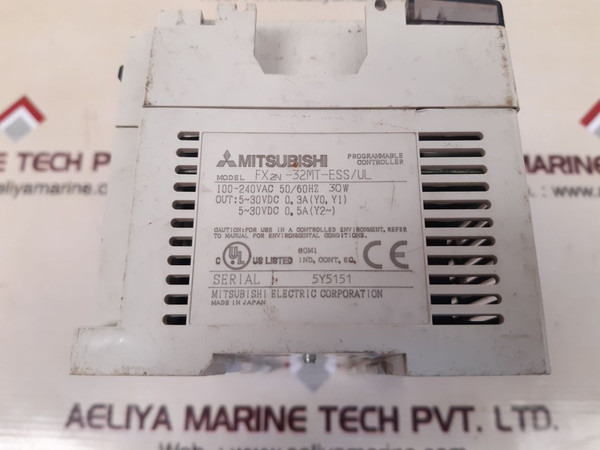 MITSUBISHI PROGRAMMABLE CONTROLLER
MODEL FX2N-32MT-ESS/UL
100-240VAC 50/60HZ 30W
OUT:5~30VDC 0.3A(Y0,Y1)
5~30VDC 0.5A(Y2~)
CAUTION:FOR USE IN A CONTROLLED ENVIRONMENT, REFER
TO MANUAL FOR ENVIRONMENTAL CONDITIONS.
80M1
C UL US LISTED IND. CONT. EQ. CE
SERIAL 5Y5151
MITSUBISHI ELECTRIC CORPORATION
MADE IN JAPAN
AELIYA MARINE TECH PVT. LTD.